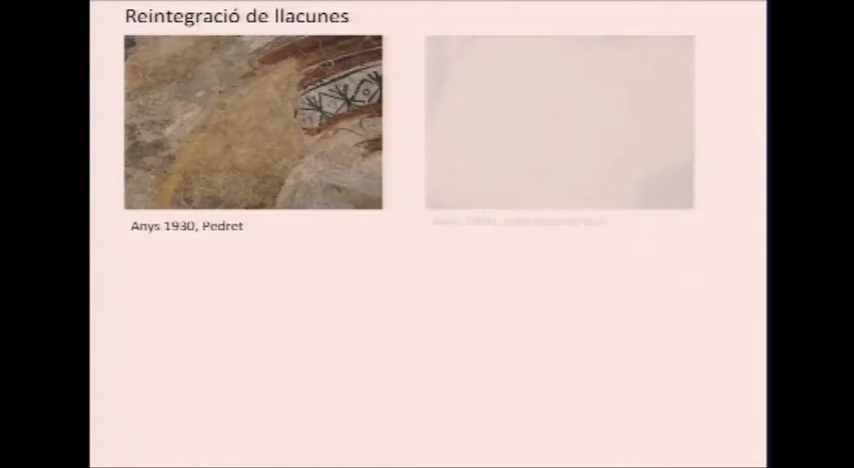 Reintegració de llacunes
Anys 1930, Pedret